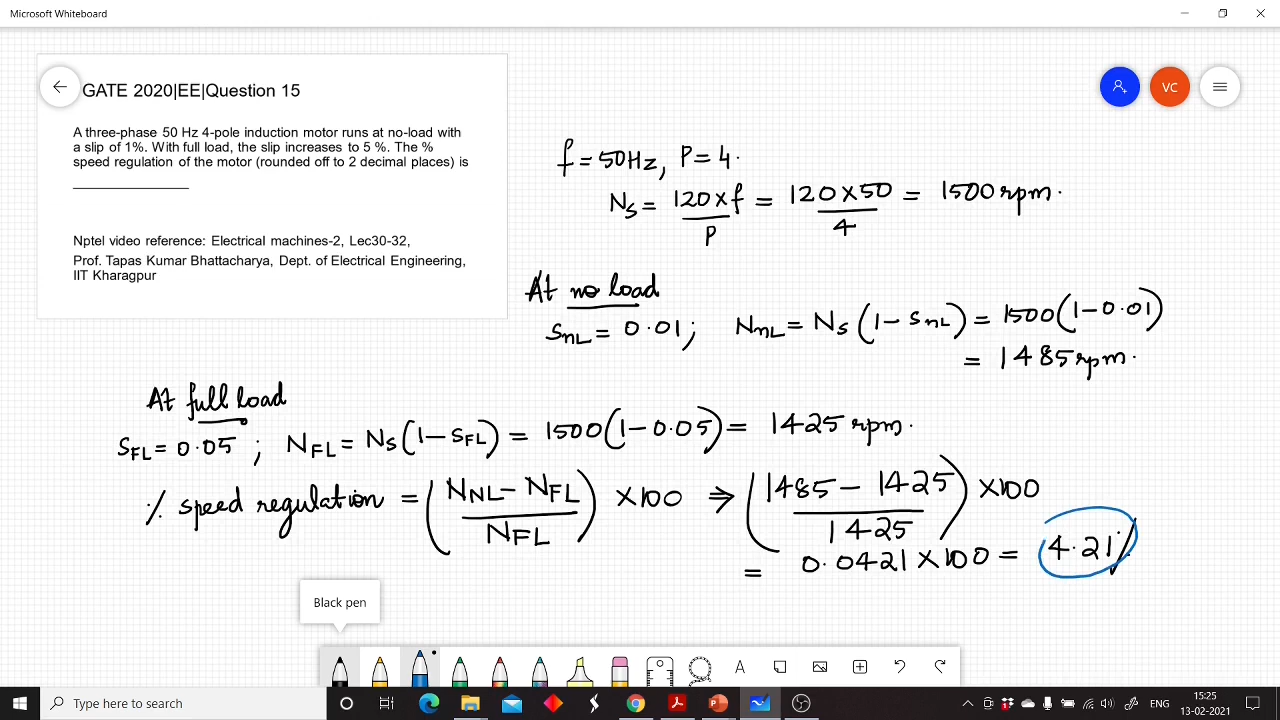 Microsoft Whiteboard
GATE 2020|EE|Question 15
VC
A three-phase 50 Hz 4-pole induction motor runs at no-load with
a slip of 1%. With full load, the slip increases to 5 %. The %
speed regulation of the motor (rounded off to 2 decimal places) is
Nptel video reference: Electrical machines-2, Lec30-32,
Prof. Tapas Kumar Bhattacharya, Dept. of Electrical Engineering,
IIT Kharagpur
f = 50Hz, P = 4.
Ns = 120×f/P = 120×50/4 = 1500 rpm.
At no load
SnL = 0.01; NnL = Ns (1-SnL) = 1500(1-0.01)
= 1485 rpm.
At full load
SFL = 0.05 ; NFL = Ns(1-SFL) = 1500(1-0.05) = 1425 rpm.
% speed regulation = (NNL-NFL/NFL) ×100 ⇒ (1485-1425/1425) ×100
= 0.0421×100 = 4.21%
Black pen
A
Type here to search
ENG
15:25
13-02-2021